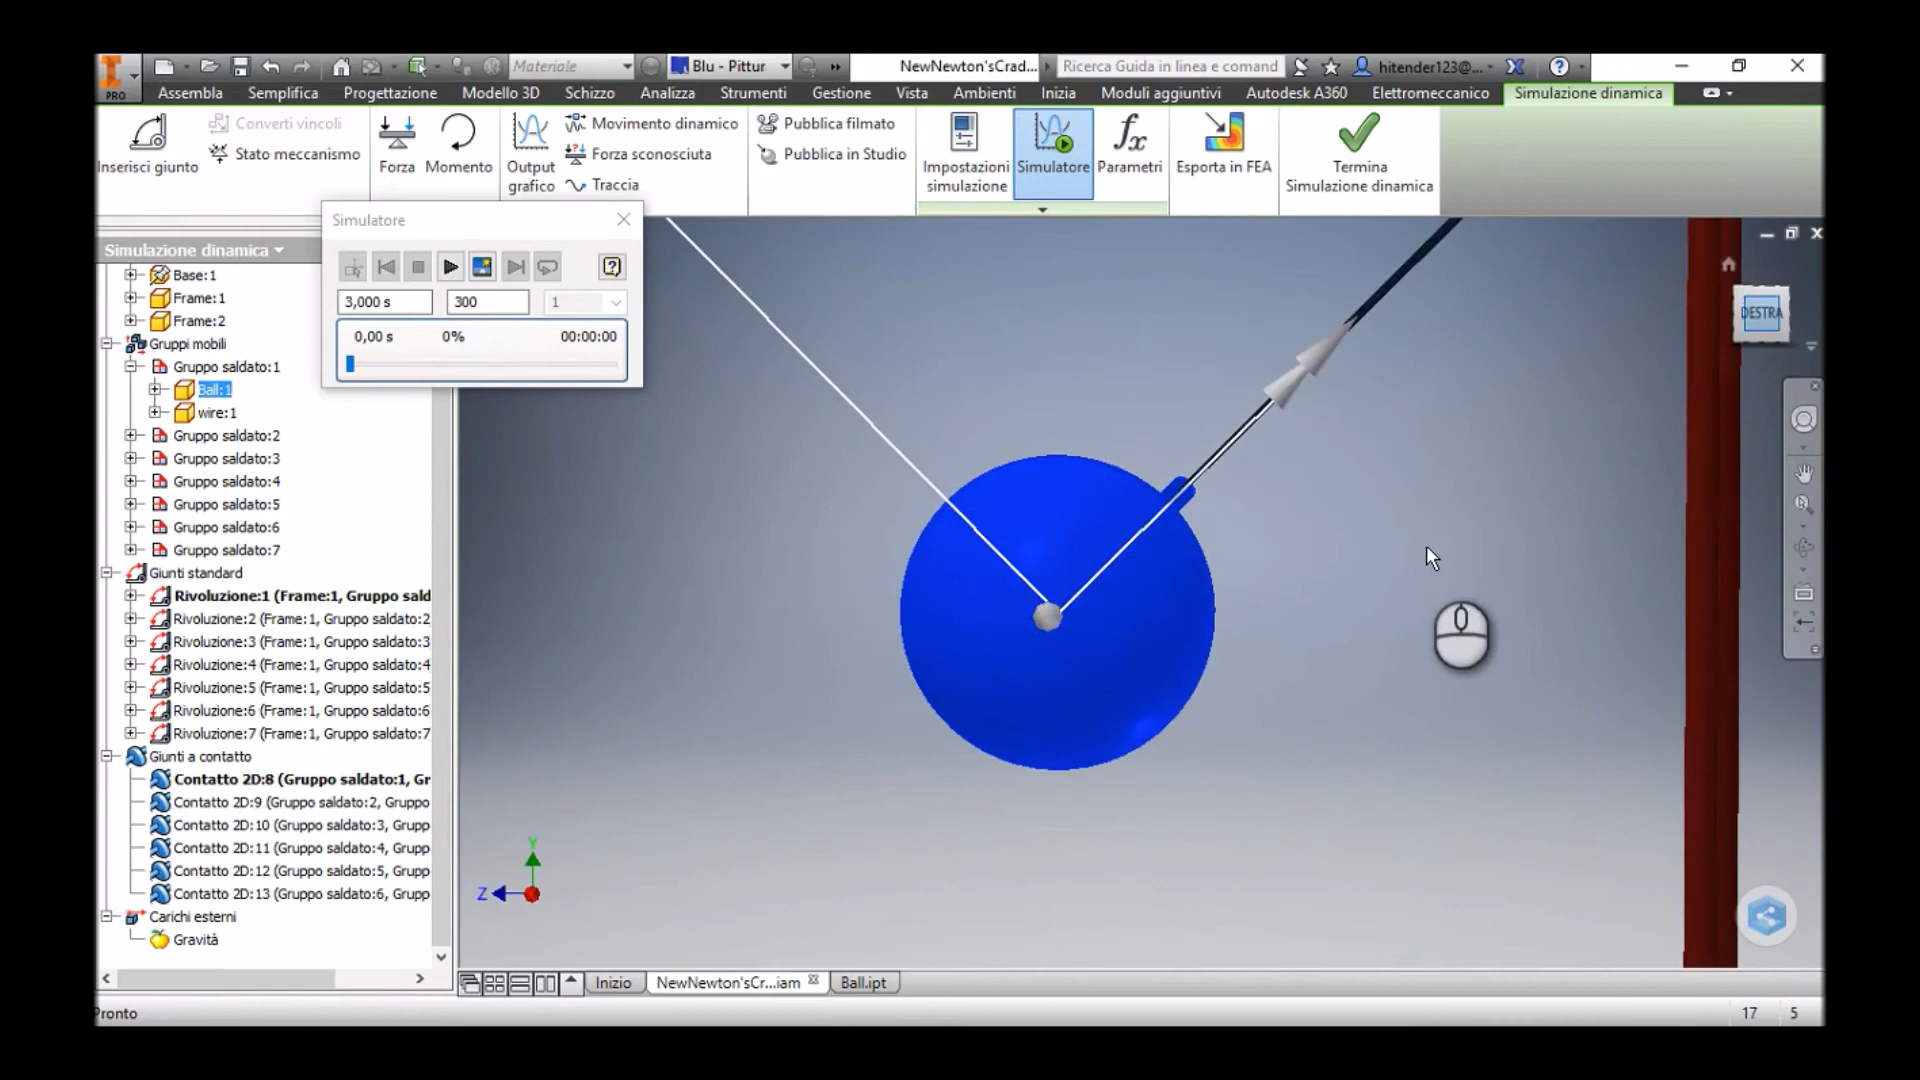 PRO
Materiale
Blu - Pittur
NewNewton'sCrad...
Ricerca Guida in linea e comand
hitender123@...
Assembla Semplifica Progettazione Modello 3D Schizzo Analizza Strumenti Gestione Vista Ambienti Inizia Moduli aggiuntivi Autodesk A360 Elettromeccanico Simulazione dinamica
Inserisci giunto
Converti vincoli
Stato meccanismo
Forza
Momento
Output
grafico
Movimento dinamico
Forza sconosciuta
Traccia
Pubblica filmato
Pubblica in Studio
Impostazioni
simulazione
Simulatore
fx
Parametri
Esporta in FEA
Termina
Simulazione dinamica
Simulatore
3,000 s 300 1
0,00 s 0% 00:00:00
Simulazione dinamica
Base:1
Frame:1
Frame:2
Gruppi mobili
Gruppo saldato:1
Ball:1
wire:1
Gruppo saldato:2
Gruppo saldato:3
Gruppo saldato:4
Gruppo saldato:5
Gruppo saldato:6
Gruppo saldato:7
Giunti standard
Rivoluzione:1 (Frame:1, Gruppo sald
Rivoluzione:2 (Frame:1, Gruppo saldato:2
Rivoluzione:3 (Frame:1, Gruppo saldato:3
Rivoluzione:4 (Frame:1, Gruppo saldato:4
Rivoluzione:5 (Frame:1, Gruppo saldato:5
Rivoluzione:6 (Frame:1, Gruppo saldato:6
Rivoluzione:7 (Frame:1, Gruppo saldato:7
Giunti a contatto
Contatto 2D:8 (Gruppo saldato:1, Gr
Contatto 2D:9 (Gruppo saldato:2, Gruppo
Contatto 2D:10 (Gruppo saldato:3, Grupp
Contatto 2D:11 (Gruppo saldato:4, Grupp
Contatto 2D:12 (Gruppo saldato:5, Grupp
Contatto 2D:13 (Gruppo saldato:6, Grupp
Carichi esterni
Gravità
DESTRA
Y
Z
Inizio
NewNewton'sCr...iam
Ball.ipt
Pronto
17 5